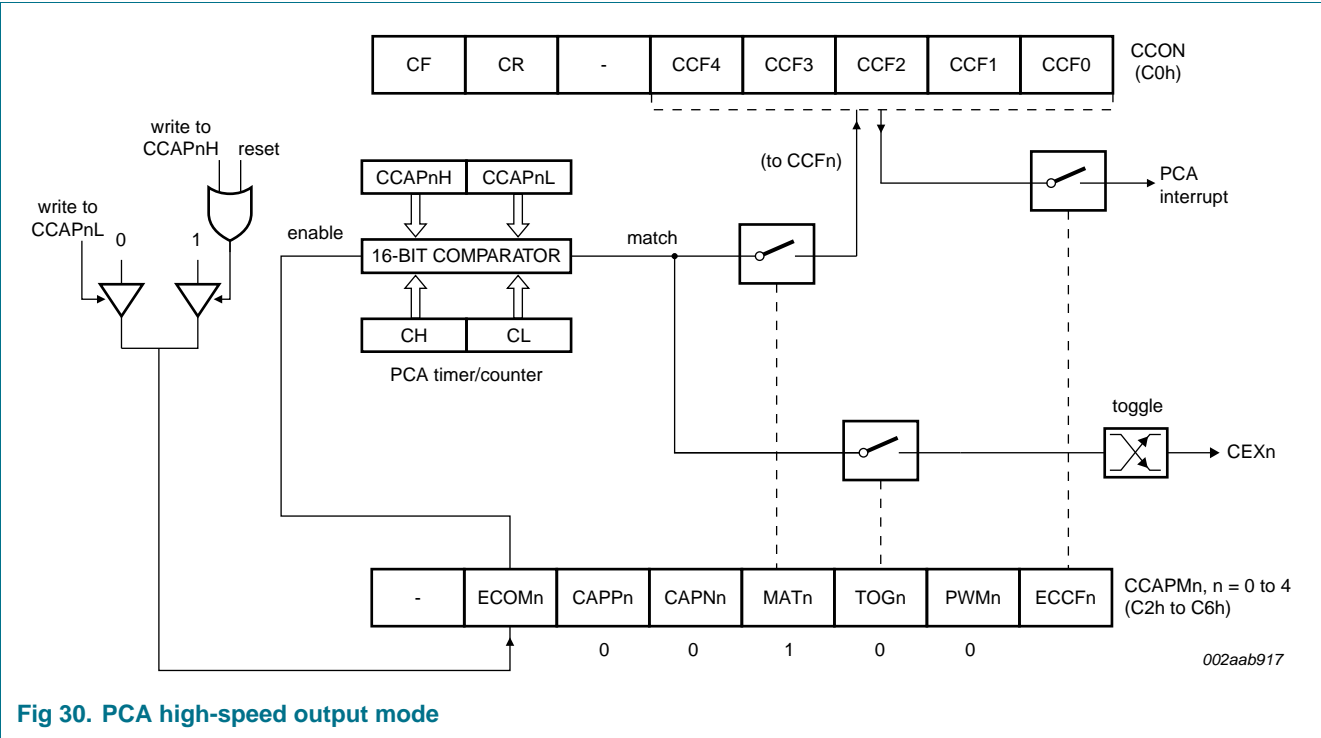 CF CR - CCF4 CCF3 CCF2 CCF1 CCF0 CCON
(C0h)
write to
CCAPnH reset
(to CCFn)
PCA
interrupt
CCAPnH CCAPnL
write to
CCAPnL 0 1
enable
16-BIT COMPARATOR
match
CH CL
PCA timer/counter
toggle
CEXn
- ECOMn CAPPn CAPNn MATn TOGn PWMn ECCFn CCAPMn, n = 0 to 4
(C2h to C6h)
0 0 1 0 0
002aab917
Fig 30. PCA high-speed output mode